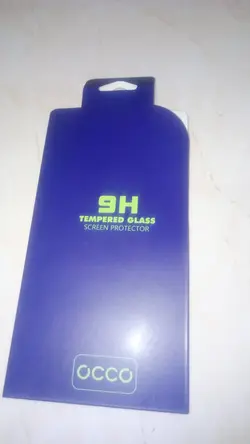 9H
TEMPERED GLASS
SCREEN PROTECTOR
OCCO